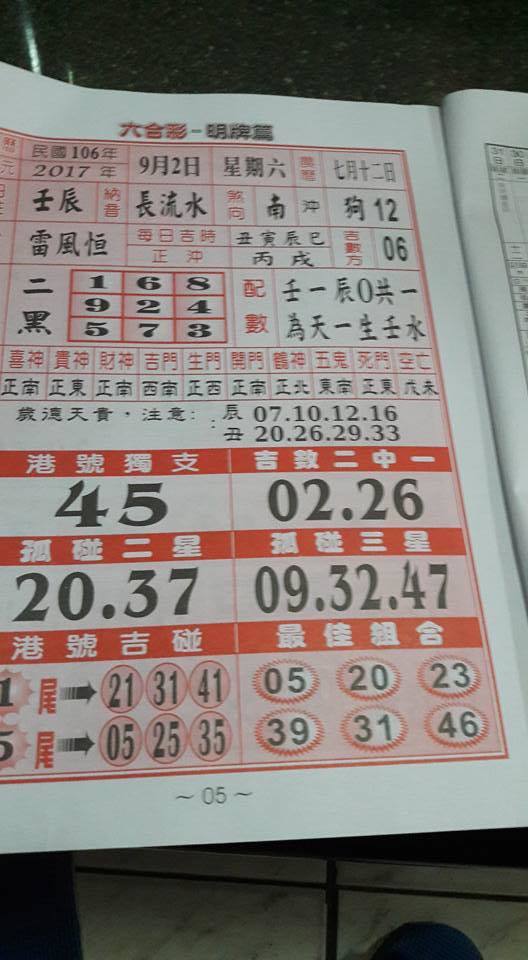 六合彩-明牌篇
民國106年
2017年 9月2日 星期六 農曆 七月十二日
元
壬辰 納音 長流水 煞向 南 沖 狗12
雷風恒 每日吉時 丑寅辰巳 吉數方 06
正沖 丙戌
二黑
1 6 8
9 2 4
5 7 3
配數
壬一辰0共一
為天一生壬水
喜神 貴神 財神 吉門 生門 開門 鶴神 五鬼 死門 空亡
正南 正東 正南 西南 正西 正南 正北 東南 正東 戊未
歲德天貴，注意：
辰 07.10.12.16
丑 20.26.29.33
港號獨支 吉數二中一
45 02.26
孤碰二星 孤碰三星
20.37 09.32.47
港號吉碰 最佳組合
1尾 21 31 41
05 20 23
5尾 05 25 35
39 31 46
～05～
31 30
日 日